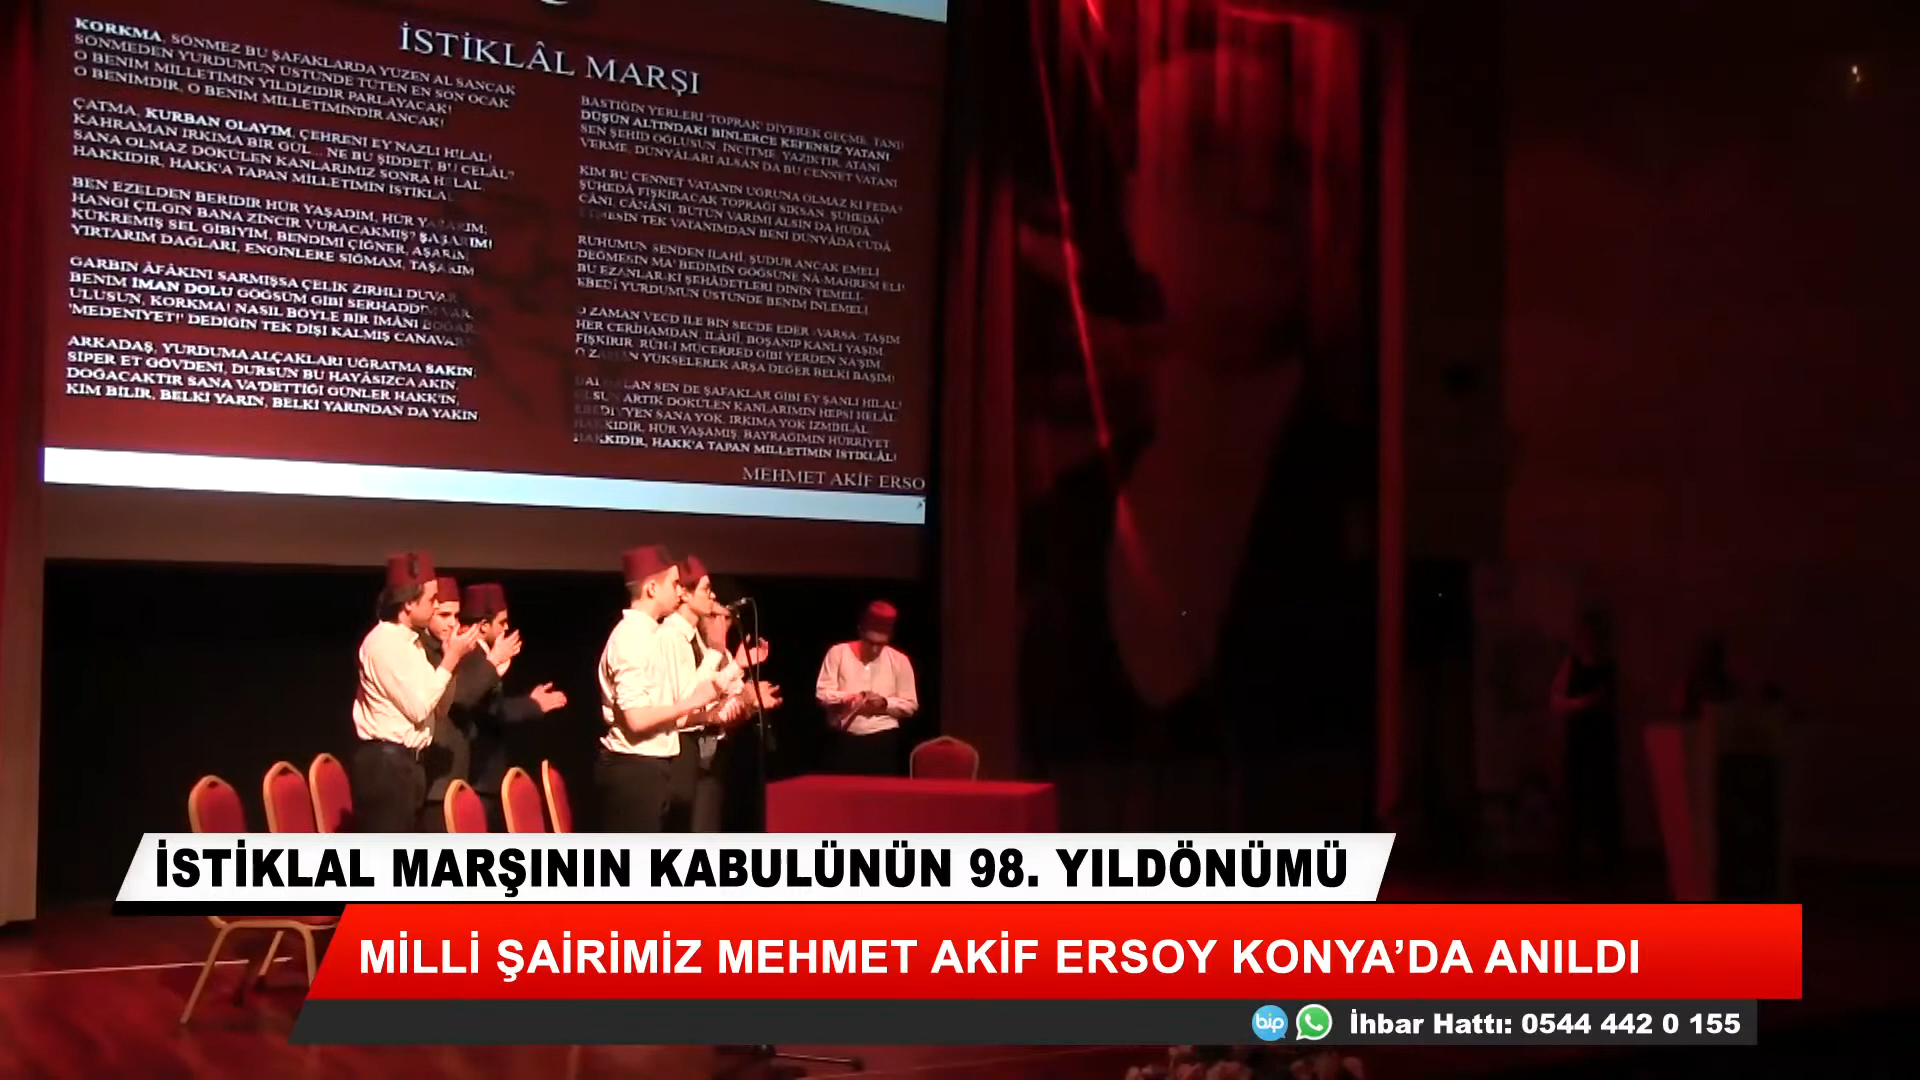 İSTİKLÂL MARŞI
KORKMA, SÖNMEZ BU ŞAFAKLARDA YÜZEN AL SANCAK
SÖNMEDEN YURDUMUN ÜSTÜNDE TÜTEN EN SON OCAK
O BENİM MİLLETİMİN YILDIZIDIR PARLAYACAK!
O BENİMDİR, O BENİM MİLLETİMİNDİR ANCAK!
ÇATMA, KURBAN OLAYIM, ÇEHRENİ EY NAZLI HİLAL!
KAHRAMAN IRKIMA BİR GÜL... NE BU ŞİDDET, BU CELÂL?
SANA OLMAZ DÖKÜLEN KANLARIMIZ SONRA HELAL,
HAKKIDIR, HAKK'A TAPAN MİLLETİMİN İSTİKLAL
BEN EZELDEN BERİDİR HÜR YAŞADIM, HÜR YAŞARIM;
HANGİ ÇILGIN BANA ZİNCİR VURACAKMIŞ? ŞAŞARIM!
KÜKREMİŞ SEL GİBİYİM, BENDİMİ ÇİĞNER, AŞARIM
YIRTARIM DAĞLARI, ENGİNLERE SIĞMAM, TAŞARIM
GARBIN ÂFÂKINI SARMIŞSA ÇELİK ZIRHLI DUVAR
BENİM İMAN DOLU GÖĞSÜM GİBİ SERHADDİM VAR.
ULUSUN, KORKMA! NASIL BÖYLE BİR İMÂNI BOĞAR,
'MEDENİYET!' DEDİĞİN TEK DİŞİ KALMIŞ CANAVAR
ARKADAŞ, YURDUMA ALÇAKLARI UĞRATMA SAKIN;
SİPER ET GÖVDENİ, DURSUN BU HAYÂSIZCA AKIN.
DOĞACAKTIR SANA VA'DETTİĞİ GÜNLER HAKK'IN,
KİM BİLİR, BELKİ YARIN, BELKİ YARINDAN DA YAKIN
BASTIĞIN YERLERİ 'TOPRAK' DİYEREK GEÇME, TANI!
DÜŞÜN ALTINDAKİ BİNLERCE KEFENSİZ YATANI
SEN ŞEHİD OĞLUSUN, İNCİTME, YAZIKTIR, ATANI
VERME, DÜNYÂLARI ALSAN DA BU CENNET VATANI
KİM BU CENNET VATANIN UĞRUNA OLMAZ Kİ FEDA?
ŞÜHEDÂ FIŞKIRACAK TOPRAĞI SIKSAN, ŞÜHEDÂ!
CÂNI, CÂNÂNI, BÜTÜN VARIMI ALSIN DA HUDÂ,
ETMESİN TEK VATANIMDAN BENİ DÜNYÂDA CÜDÂ
RUHUMUN SENDEN İLAHÎ, ŞUDUR ANCAK EMELİ
DEĞMESİN MA' BEDİMİN GÖĞSÜNE NÂ-MAHREM ELİ!
BU EZANLAR-Kİ ŞEHÂDETLERİ DİNİN TEMELİ-
EBEDÎ YURDUMUN ÜSTÜNDE BENİM İNLEMELİ
O ZAMAN VECD İLE BİN SECDE EDER -VARSA- TAŞIM
HER CERİHAMDAN, İLÂHÎ, BOŞANIP KANLI YAŞIM,
FIŞKIRIR, RÛH-İ MÜCERRED GİBİ YERDEN NA'ŞIM,
O ZAMAN YÜKSELEREK ARŞA DEĞER BELKİ BAŞIM!
SEN DE ŞAFAKLAR GİBİ EY ŞANLI HİLAL!
OLSUN ARTIK DÖKÜLEN KANLARIMIN HEPSİ HELÂL
EBEDİYYEN SANA YOK, IRKIMA YOK İZMİHLÂL:
HAKKIDIR, HÜR YAŞAMIŞ, BAYRAĞIMIN HÜRRİYET
HAKKIDIR, HAKK'A TAPAN MİLLETİMİN İSTİKLÂL!
MEHMET AKİF ERSO
İSTİKLAL MARŞININ KABULÜNÜN 98. YILDÖNÜMÜ
MİLLİ ŞAİRİMİZ MEHMET AKİF ERSOY KONYA'DA ANILDI
bip İhbar Hattı: 0544 442 0 155